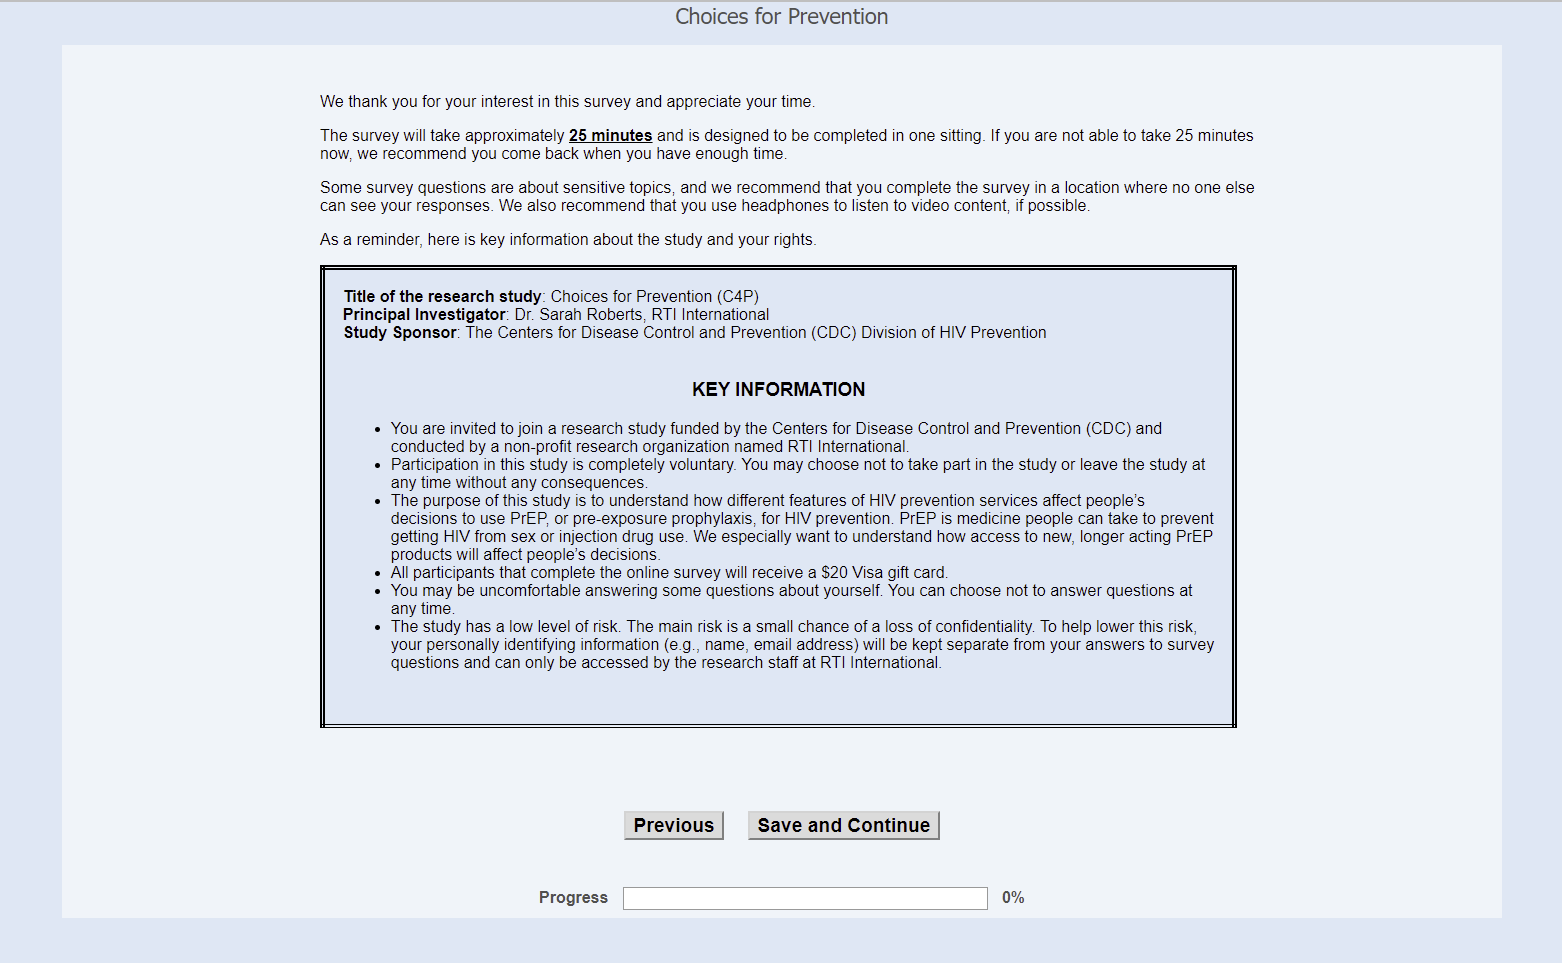 Choices for Prevention
We thank you for your interest in this survey and appreciate your time.
The survey will take approximately 25 minutes and is designed to be completed in one sitting. If you are not able to take 25 minutes
now, we recommend you come back when you have enough time.
Some survey questions are about sensitive topics, and we recommend that you complete the survey in a location where no one else
can see your responses. We also recommend that you use headphones to listen to video content, if possible.
As a reminder, here is key information about the study and your rights.
Title of the research study: Choices for Prevention (C4P)
Principal Investigator: Dr. Sarah Roberts, RTI International
Study Sponsor: The Centers for Disease Control and Prevention (CDC) Division of HIV Prevention
KEY INFORMATION
• You are invited to join a research study funded by the Centers for Disease Control and Prevention (CDC) and
conducted by a non-profit research organization named RTI International.
• Participation in this study is completely voluntary. You may choose not to take part in the study or leave the study at
any time without any consequences.
• The purpose of this study is to understand how different features of HIV prevention services affect people's
decisions to use PrEP, or pre-exposure prophylaxis, for HIV prevention. PrEP is medicine people can take to prevent
getting HIV from sex or injection drug use. We especially want to understand how access to new, longer acting PrEP
products will affect people's decisions.
• All participants that complete the online survey will receive a $20 Visa gift card.
• You may be uncomfortable answering some questions about yourself. You can choose not to answer questions at
any time.
• The study has a low level of risk. The main risk is a small chance of a loss of confidentiality. To help lower this risk,
your personally identifying information (e.g., name, email address) will be kept separate from your answers to survey
questions and can only be accessed by the research staff at RTI International.
Previous Save and Continue
Progress 0%